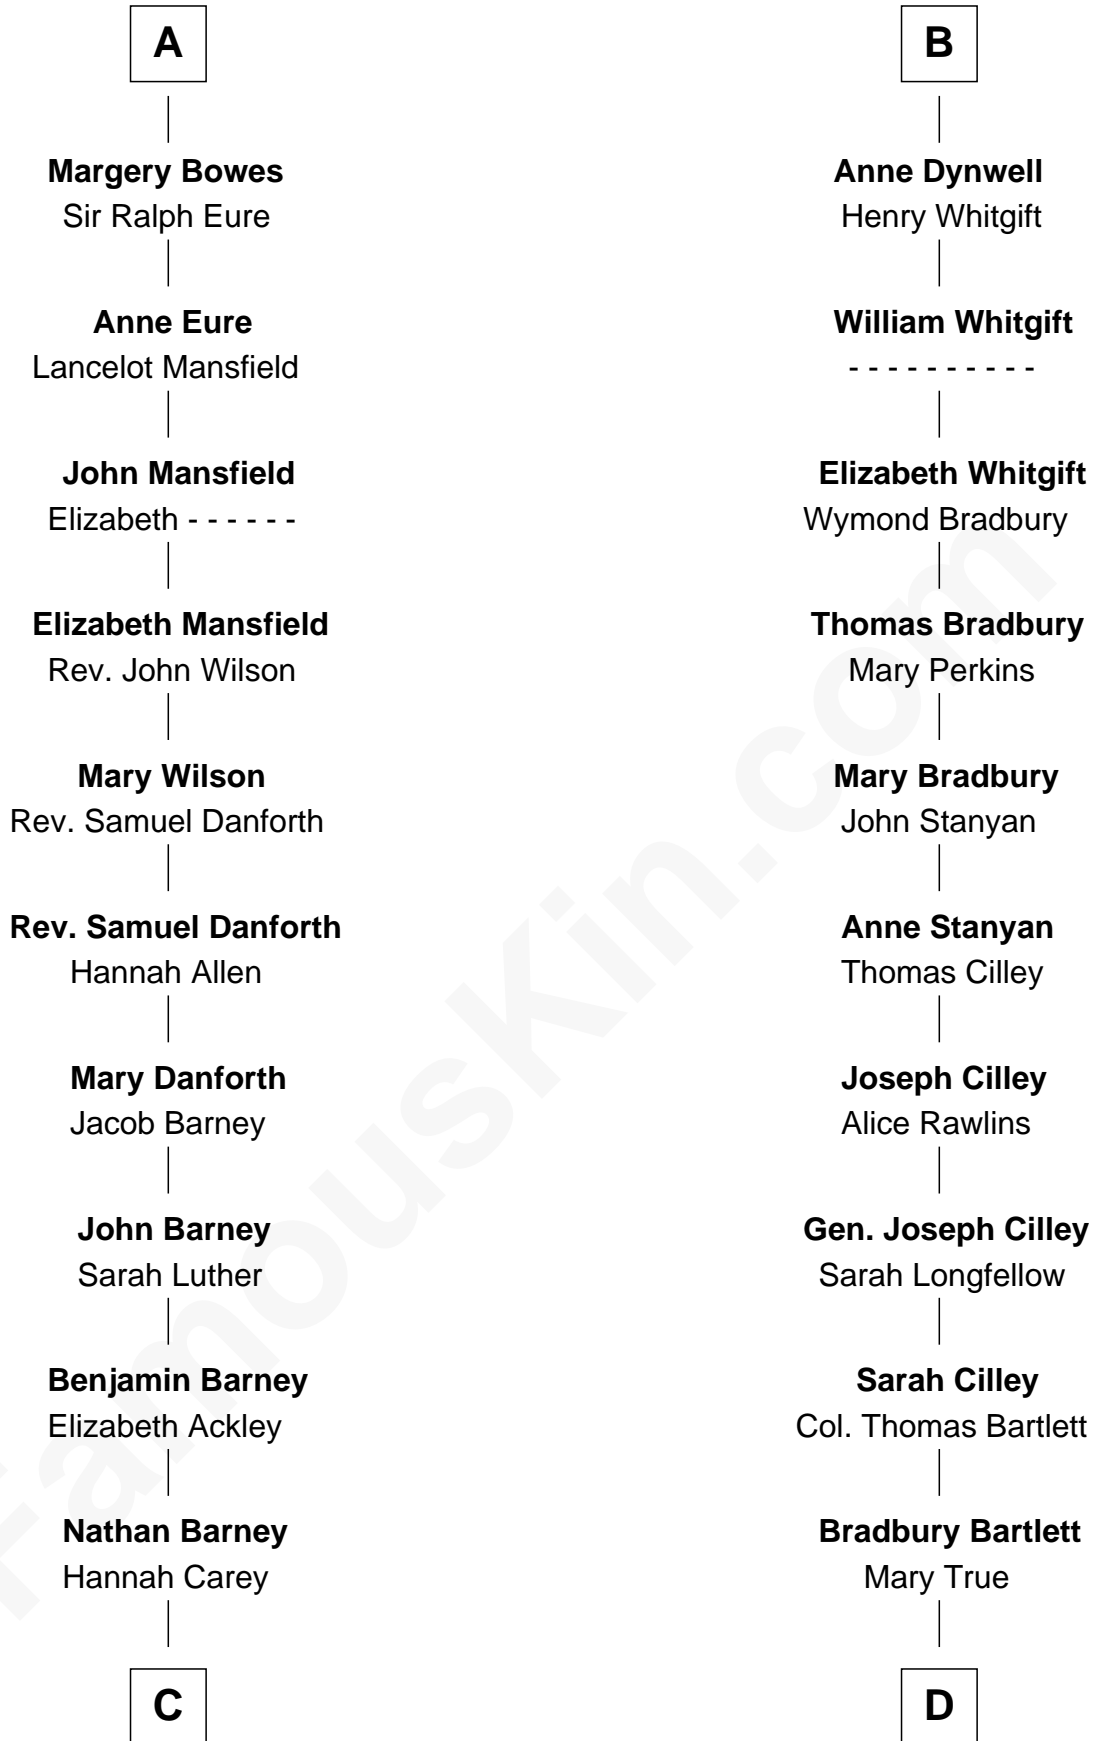 A
Margery Bowes
Sir Ralph Eure
Anne Eure
Lancelot Mansfield
John Mansfield
Elizabeth - - - - - -
Elizabeth Mansfield
Rev. John Wilson
Mary Wilson
Rev. Samuel Danforth
Rev. Samuel Danforth
Hannah Allen
Mary Danforth
Jacob Barney
John Barney
Sarah Luther
Benjamin Barney
Elizabeth Ackley
Nathan Barney
Hannah Carey
C
B
Anne Dynwell
Henry Whitgift
William Whitgift
- - - - - - - - - -
Elizabeth Whitgift
Wymond Bradbury
Thomas Bradbury
Mary Perkins
Mary Bradbury
John Stanyan
Anne Stanyan
Thomas Cilley
Joseph Cilley
Alice Rawlins
Gen. Joseph Cilley
Sarah Longfellow
Sarah Cilley
Col. Thomas Bartlett
Bradbury Bartlett
Mary True
D
FamousKin.com